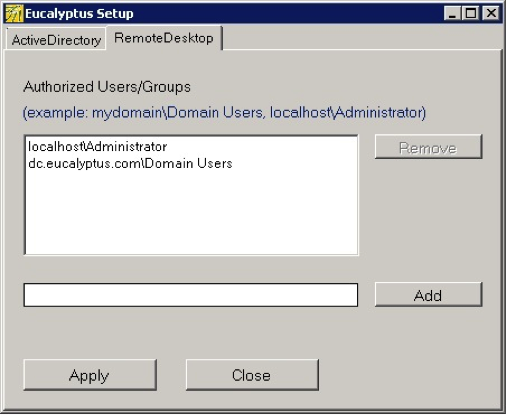 Eucalyptus Setup
ActiveDirectory RemoteDesktop
Authorized Users/Groups
(example: mydomain\Domain Users, localhost\Administrator)
localhost\Administrator
Remove
dc.eucalyptus.com\Domain Users
Add
Apply Close